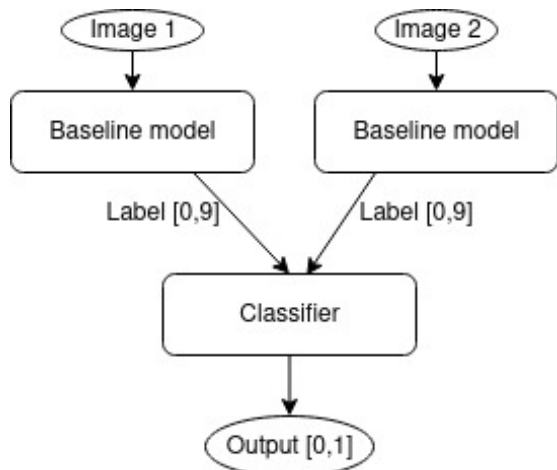 Image 1
Image 2
Baseline model
Baseline model
Label [0,9]
Label [0,9]
Classifier
Output [0,1]